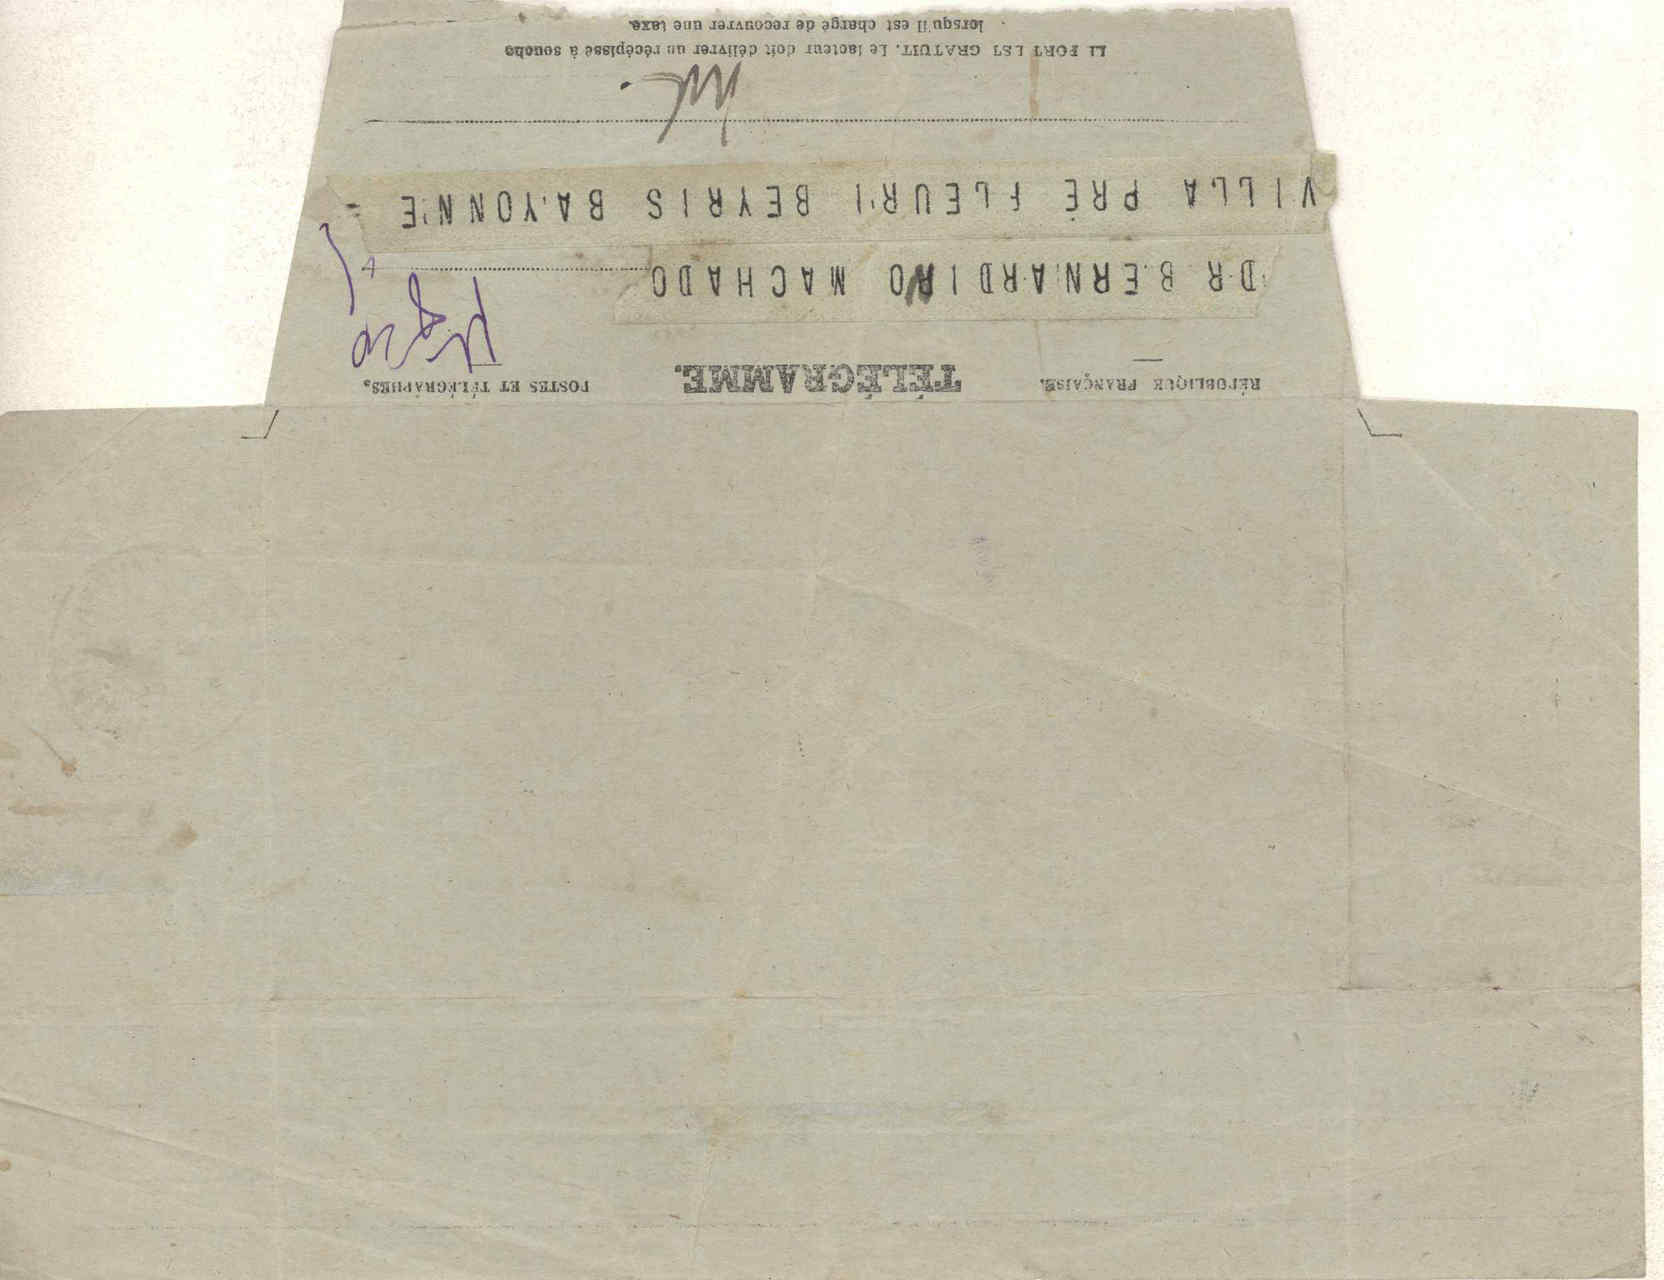 RÉPUBLIQUE FRANÇAISE. TÉLÉGRAMME. POSTES ET TÉLÉGRAPHES.
DR BERNARDINO MACHADO
VILLA PRÉ FLEURI BEYRIS BAYONNE =
LE PORT EST GRATUIT. Le facteur doit délivrer un récépissé à souche
lorsqu'il est chargé de recouvrer une taxe.